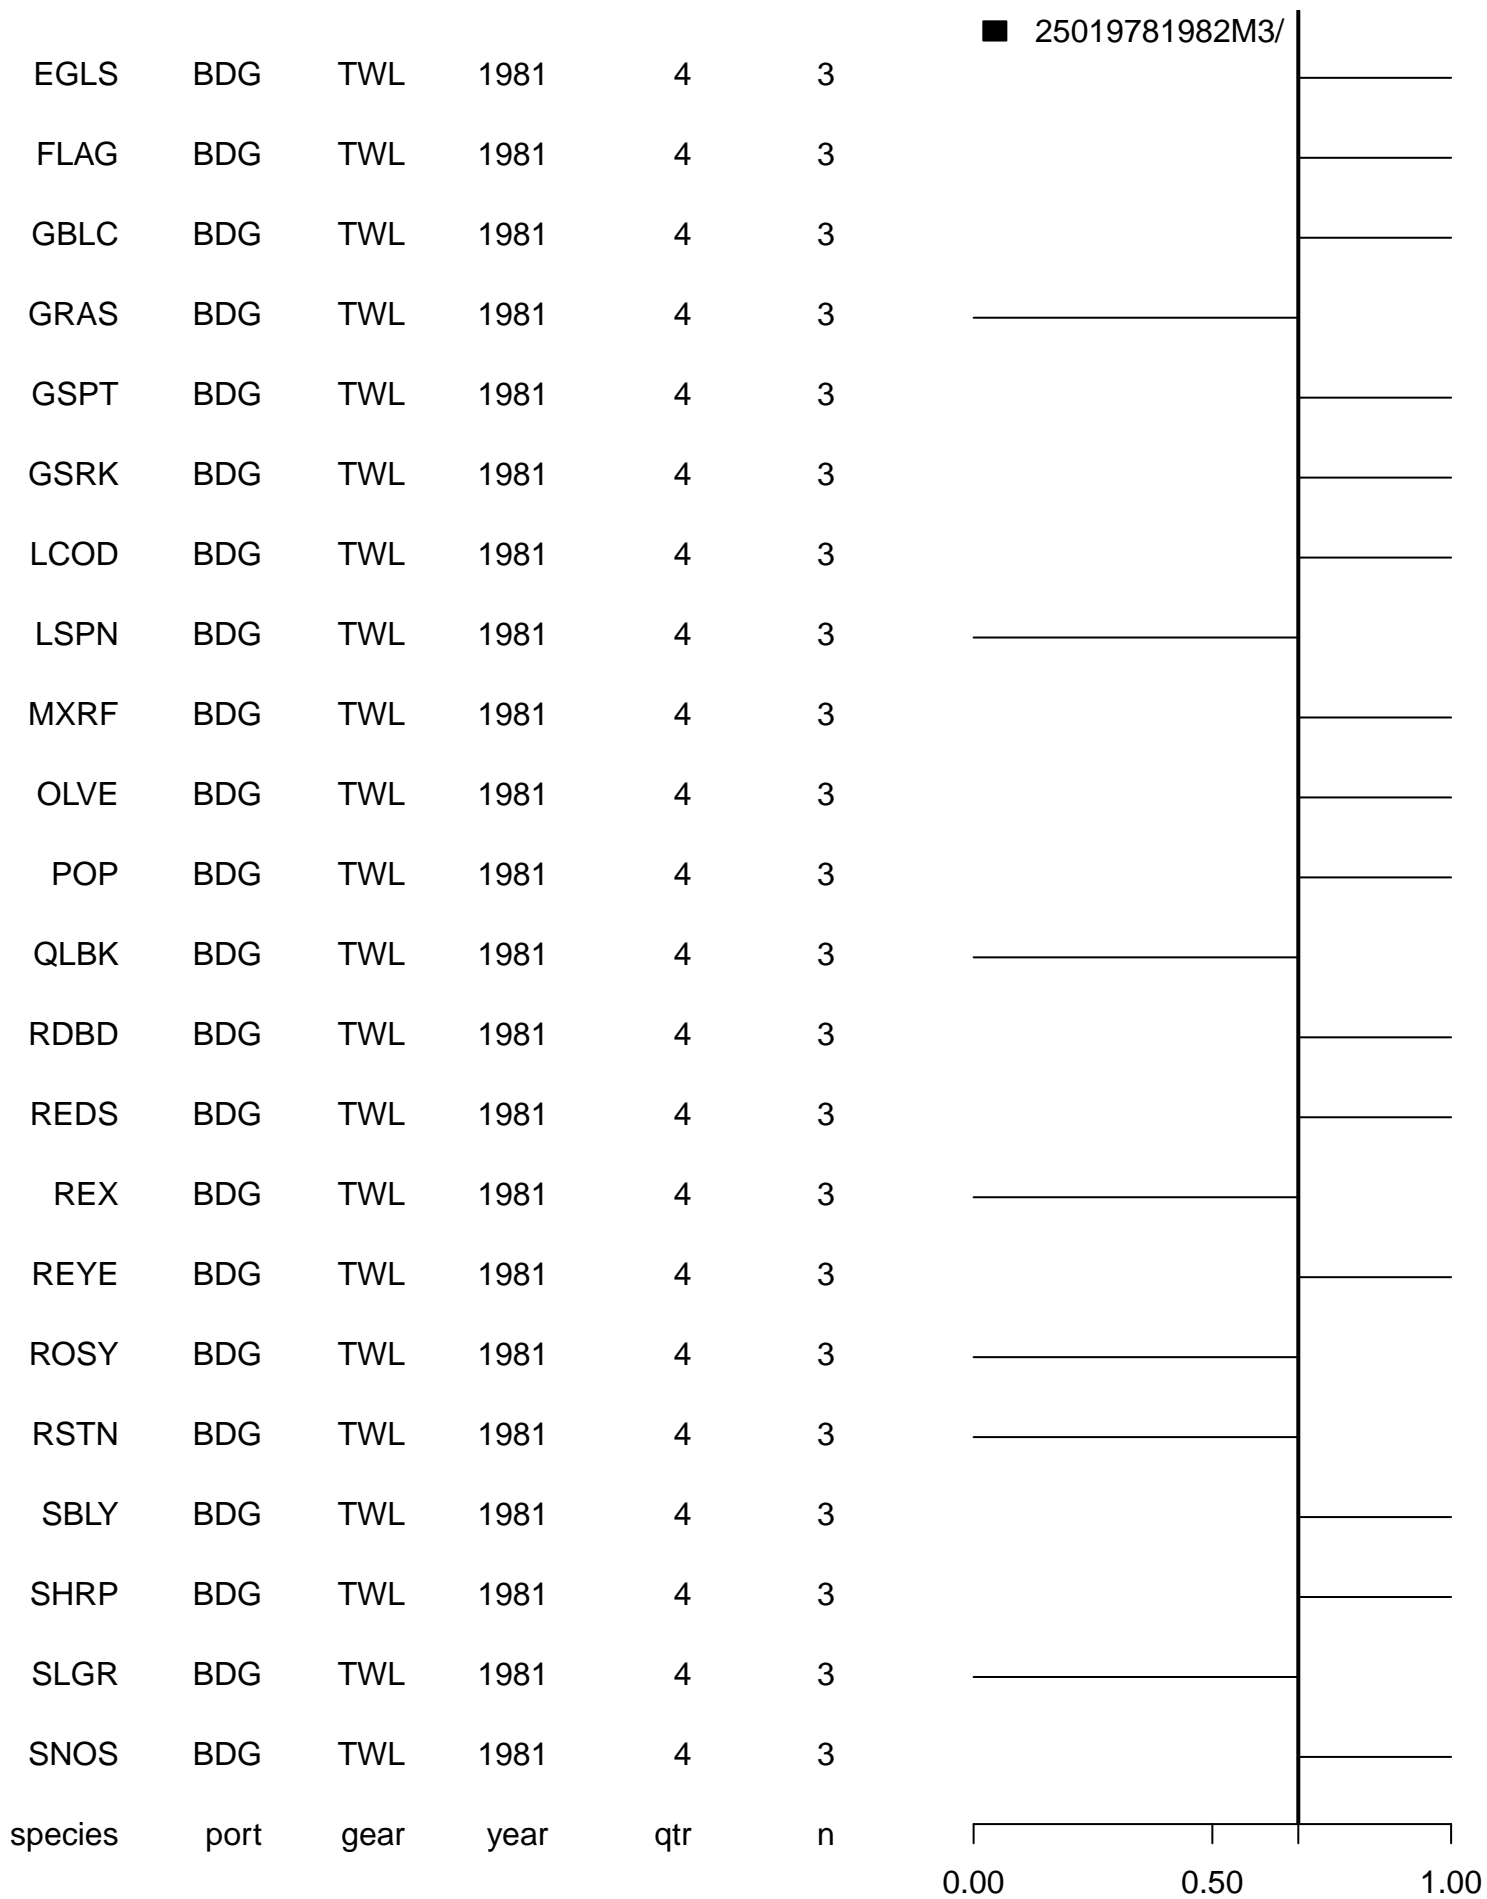 25019781982M3/
EGLS BDG TWL 1981 4 3
FLAG BDG TWL 1981 4 3
GBLC BDG TWL 1981 4 3
GRAS BDG TWL 1981 4 3
GSPT BDG TWL 1981 4 3
GSRK BDG TWL 1981 4 3
LCOD BDG TWL 1981 4 3
LSPN BDG TWL 1981 4 3
MXRF BDG TWL 1981 4 3
OLVE BDG TWL 1981 4 3
POP BDG TWL 1981 4 3
QLBK BDG TWL 1981 4 3
RDBD BDG TWL 1981 4 3
REDS BDG TWL 1981 4 3
REX BDG TWL 1981 4 3
REYE BDG TWL 1981 4 3
ROSY BDG TWL 1981 4 3
RSTN BDG TWL 1981 4 3
SBLY BDG TWL 1981 4 3
SHRP BDG TWL 1981 4 3
SLGR BDG TWL 1981 4 3
SNOS BDG TWL 1981 4 3
species port gear year qtr n
0.00 0.50 1.00